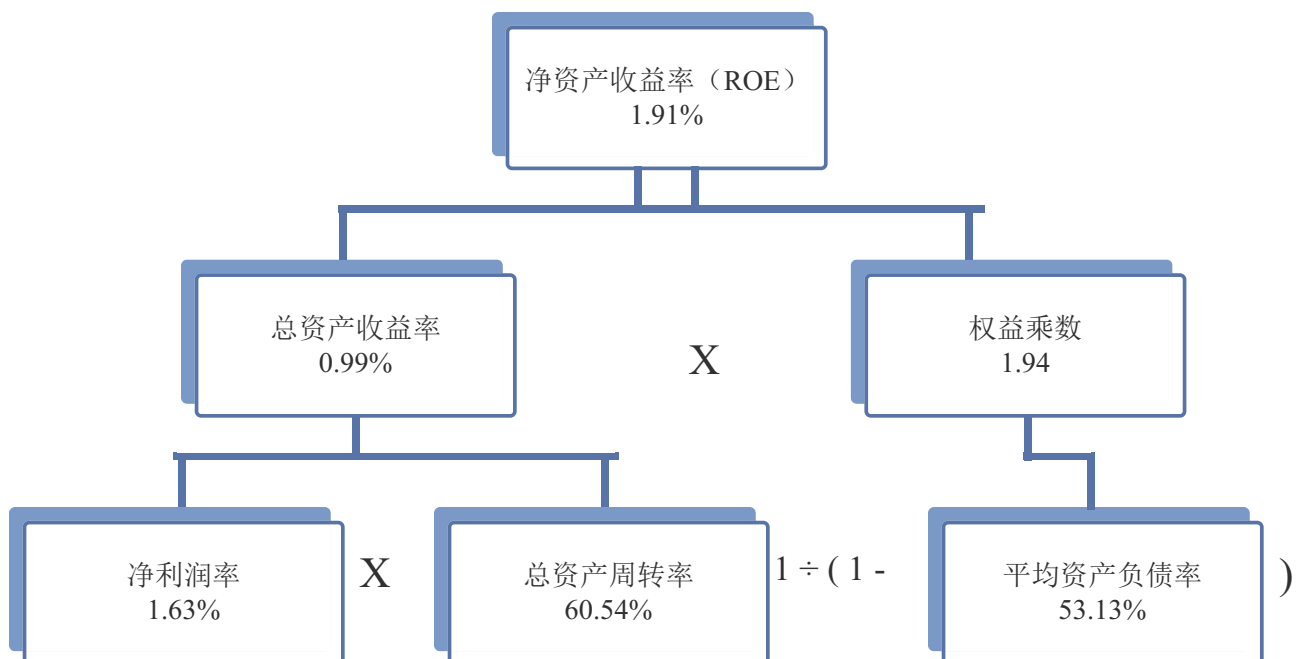 净资产收益率（ROE）
1.91%
总资产收益率
0.99%
X
权益乘数
1.94
净利润率
1.63%
X
总资产周转率
60.54%
1 ÷ ( 1 -
平均资产负债率
53.13%
)